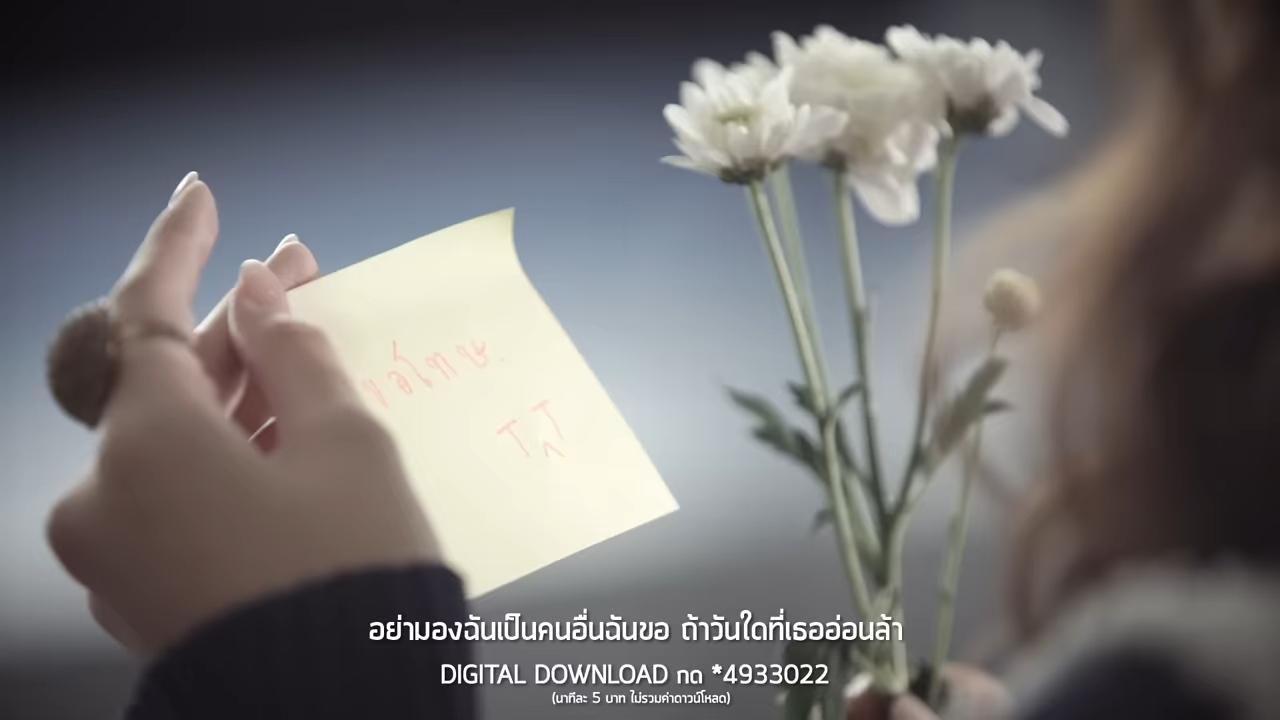 ขอโทษ.
T^T
อย่ามองฉันเป็นคนอื่นฉันขอ ถ้าวันใดที่เธออ่อนล้า
DIGITAL DOWNLOAD กด *4933022
(นาทีละ 5 บาท ไม่รวมค่าดาวน์โหลด)